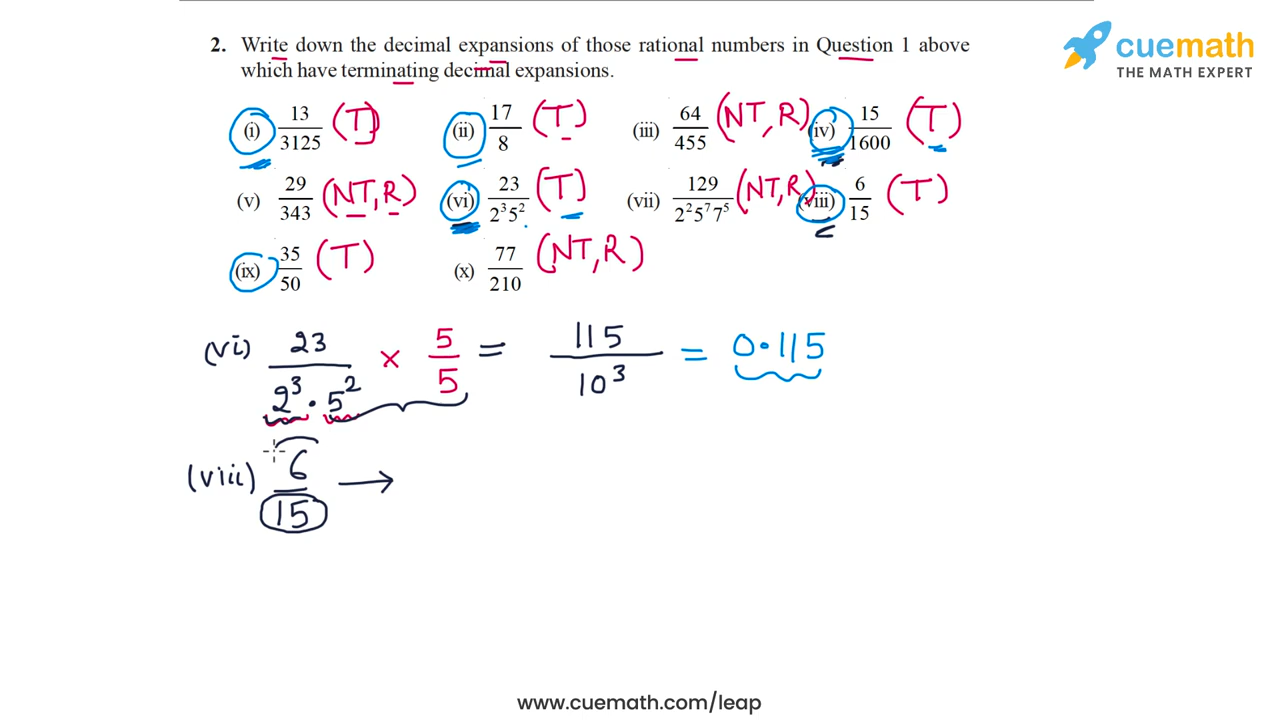 2. Write down the decimal expansions of those rational numbers in Question 1 above
which have terminating decimal expansions.
cuemath
THE MATH EXPERT
(i) 13/3125 (T) (ii) 17/8 (T) (iii) 64/455 (NT, R) (iv) 15/1600 (T)
(v) 29/343 (NT, R) (vi) 23/2³5² (T) (vii) 129/2²5⁷7⁵ (NT, R) (viii) 6/15 (T)
(ix) 35/50 (T) (x) 77/210 (NT, R)
(vi) 23/2³·5² × 5/5 = 115/10³ = 0.115
(viii) 6/15 →
www.cuemath.com/leap